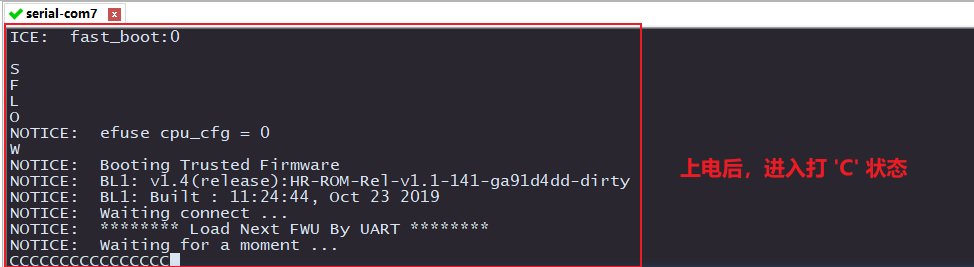 serial-com7 x
ICE:  fast_boot:0
S
F
L
O
NOTICE:  efuse cpu_cfg = 0
W
NOTICE:  Booting Trusted Firmware
NOTICE:  BL1: v1.4(release):HR-ROM-Rel-v1.1-141-ga91d4dd-dirty
NOTICE:  BL1: Built : 11:24:44, Oct 23 2019
NOTICE:  Waiting connect ...
NOTICE:  ******** Load Next FWU By UART ********
NOTICE:  Waiting for a moment ...
CCCCCCCCCCCCCCCC
上电后，进入打 'C' 状态